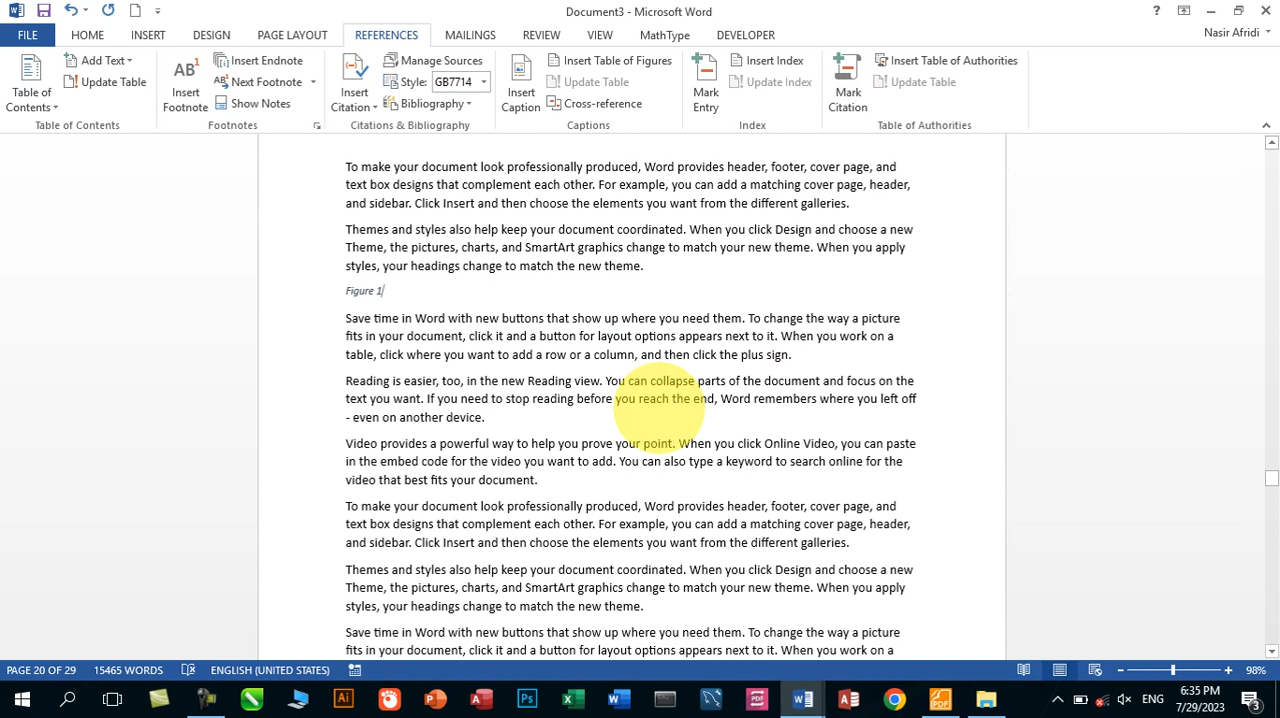 Document3 - Microsoft Word
?
FILE HOME INSERT DESIGN PAGE LAYOUT REFERENCES MAILINGS REVIEW VIEW MathType DEVELOPER Nasir Afridi
Table of Contents
Add Text
Update Table
Table of Contents
AB¹
Insert Footnote
Insert Endnote
Next Footnote
Show Notes
Footnotes
Insert Citation
Manage Sources
Style: GB7714
Bibliography
Citations & Bibliography
Insert Caption
Insert Table of Figures
Update Table
Cross-reference
Captions
Mark Entry
Insert Index
Update Index
Index
Mark Citation
Insert Table of Authorities
Update Table
Table of Authorities
To make your document look professionally produced, Word provides header, footer, cover page, and
text box designs that complement each other. For example, you can add a matching cover page, header,
and sidebar. Click Insert and then choose the elements you want from the different galleries.
Themes and styles also help keep your document coordinated. When you click Design and choose a new
Theme, the pictures, charts, and SmartArt graphics change to match your new theme. When you apply
styles, your headings change to match the new theme.
Figure 1
Save time in Word with new buttons that show up where you need them. To change the way a picture
fits in your document, click it and a button for layout options appears next to it. When you work on a
table, click where you want to add a row or a column, and then click the plus sign.
Reading is easier, too, in the new Reading view. You can collapse parts of the document and focus on the
text you want. If you need to stop reading before you reach the end, Word remembers where you left off
- even on another device.
Video provides a powerful way to help you prove your point. When you click Online Video, you can paste
in the embed code for the video you want to add. You can also type a keyword to search online for the
video that best fits your document.
To make your document look professionally produced, Word provides header, footer, cover page, and
text box designs that complement each other. For example, you can add a matching cover page, header,
and sidebar. Click Insert and then choose the elements you want from the different galleries.
Themes and styles also help keep your document coordinated. When you click Design and choose a new
Theme, the pictures, charts, and SmartArt graphics change to match your new theme. When you apply
styles, your headings change to match the new theme.
Save time in Word with new buttons that show up where you need them. To change the way a picture
fits in your document, click it and a button for layout options appears next to it. When you work on a
PAGE 20 OF 29 15465 WORDS ENGLISH (UNITED STATES) 98%
ENG 6:35 PM
7/29/2023 3